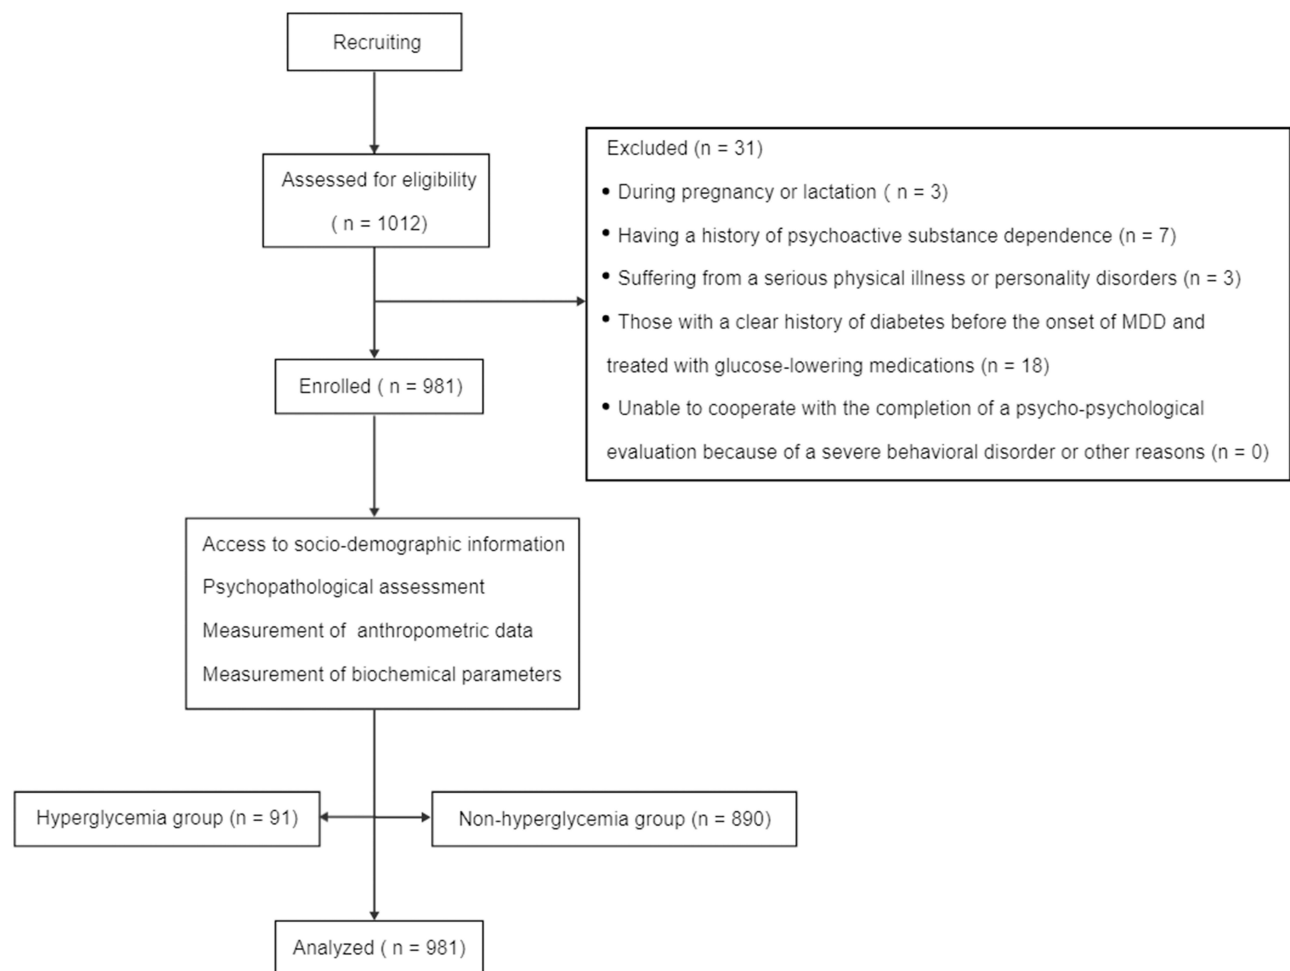 Recruiting
Assessed for eligibility
( n = 1012)
Excluded (n = 31)
• During pregnancy or lactation ( n = 3)
• Having a history of psychoactive substance dependence (n = 7)
• Suffering from a serious physical illness or personality disorders (n = 3)
• Those with a clear history of diabetes before the onset of MDD and
treated with glucose-lowering medications (n = 18)
• Unable to cooperate with the completion of a psycho-psychological
evaluation because of a severe behavioral disorder or other reasons (n = 0)
Enrolled ( n = 981)
Access to socio-demographic information
Psychopathological assessment
Measurement of anthropometric data
Measurement of biochemical parameters
Hyperglycemia group (n = 91)
Non-hyperglycemia group (n = 890)
Analyzed ( n = 981)